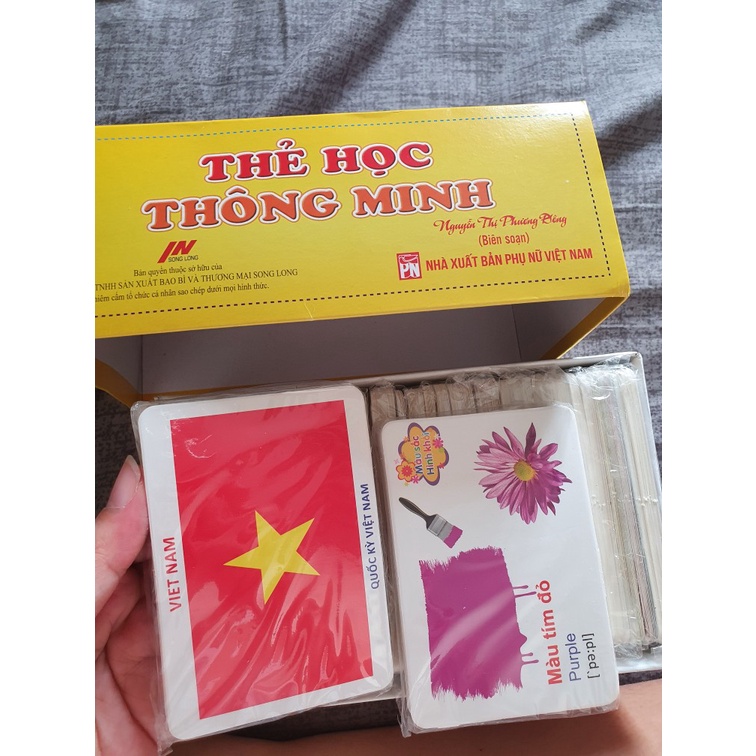 THẺ HỌC
THÔNG MINH
Nguyễn Thị Phương Đông
(Biên soạn)
SONG LONG
Bản quyền thuộc sở hữu của
TNHH SẢN XUẤT BAO BÌ VÀ THƯƠNG MẠI SONG LONG
iêm cấm tổ chức cá nhân sao chép dưới mọi hình thức.
PN
NHÀ XUẤT BẢN PHỤ NỮ VIỆT NAM
VIET NAM
QUỐC KỲ VIỆT NAM
Màu sắc
Hình khối
Màu tím đỏ
Purple
[`pə:pl]